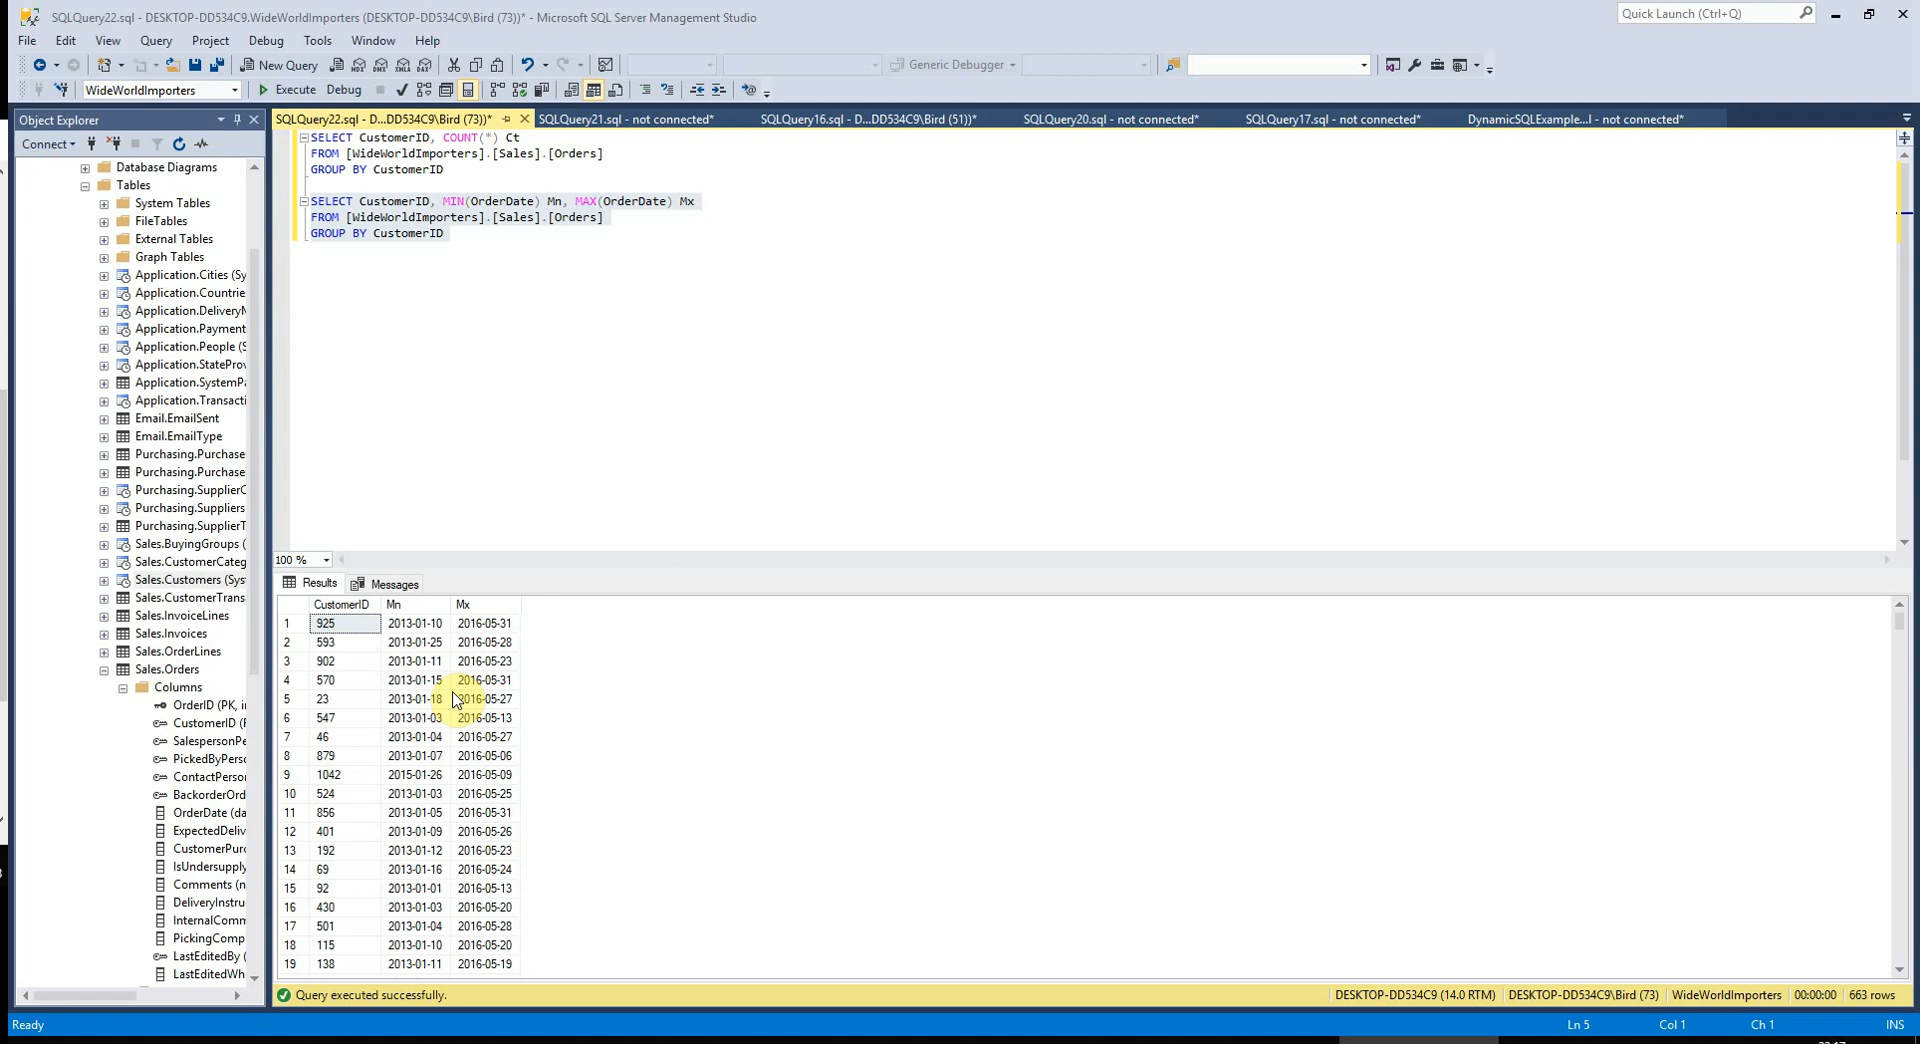 SQLQuery22.sql - DESKTOP-DD534C9.WideWorldImporters (DESKTOP-DD534C9\Bird (73))* - Microsoft SQL Server Management Studio
Quick Launch (Ctrl+Q)
File Edit View Query Project Debug Tools Window Help
New Query
Generic Debugger
WideWorldImporters
Execute Debug
Object Explorer
SQLQuery22.sql - D...DD534C9\Bird (73))*
SQLQuery21.sql - not connected*
SQLQuery16.sql - D...DD534C9\Bird (51))*
SQLQuery20.sql - not connected*
SQLQuery17.sql - not connected*
DynamicSQLExample...l - not connected*
Connect
Database Diagrams
Tables
System Tables
FileTables
External Tables
Graph Tables
Application.Cities (Sy
Application.Countrie
Application.DeliveryM
Application.Payment
Application.People (S
Application.StateProv
Application.SystemPa
Application.Transacti
Email.EmailSent
Email.EmailType
Purchasing.Purchase
Purchasing.Purchase
Purchasing.SupplierC
Purchasing.Suppliers
Purchasing.SupplierT
Sales.BuyingGroups (
Sales.CustomerCateg
Sales.Customers (Sys
Sales.CustomerTrans
Sales.InvoiceLines
Sales.Invoices
Sales.OrderLines
Sales.Orders
Columns
OrderID (PK, i
CustomerID (F
SalespersonPe
PickedByPers
ContactPerso
BackorderOrd
OrderDate (da
ExpectedDeliv
CustomerPurc
IsUndersupply
Comments (n
DeliveryInstru
InternalComm
PickingComp
LastEditedBy (
LastEditedWh
SELECT CustomerID, COUNT(*) Ct
FROM [WideWorldImporters].[Sales].[Orders]
GROUP BY CustomerID
SELECT CustomerID, MIN(OrderDate) Mn, MAX(OrderDate) Mx
FROM [WideWorldImporters].[Sales].[Orders]
GROUP BY CustomerID
100 %
Results Messages
CustomerID Mn Mx
1 925 2013-01-10 2016-05-31
2 593 2013-01-25 2016-05-28
3 902 2013-01-11 2016-05-23
4 570 2013-01-15 2016-05-31
5 23 2013-01-18 2016-05-27
6 547 2013-01-03 2016-05-13
7 46 2013-01-04 2016-05-27
8 879 2013-01-07 2016-05-06
9 1042 2015-01-26 2016-05-09
10 524 2013-01-03 2016-05-25
11 856 2013-01-05 2016-05-31
12 401 2013-01-09 2016-05-26
13 192 2013-01-12 2016-05-23
14 69 2013-01-16 2016-05-24
15 92 2013-01-01 2016-05-13
16 430 2013-01-03 2016-05-20
17 501 2013-01-04 2016-05-28
18 115 2013-01-10 2016-05-20
19 138 2013-01-11 2016-05-19
Query executed successfully.
DESKTOP-DD534C9 (14.0 RTM) DESKTOP-DD534C9\Bird (73) WideWorldImporters 00:00:00 663 rows
Ready Ln 5 Col 1 Ch 1 INS